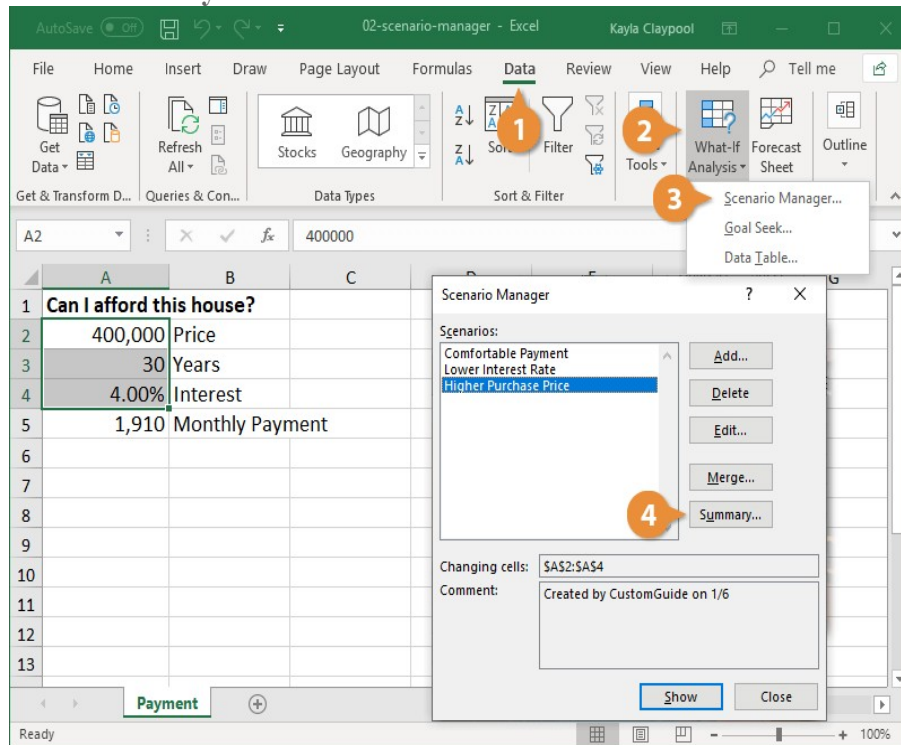 AutoSave Off 02-scenario-manager - Excel Kayla Claypool
File Home Insert Draw Page Layout Formulas Data Review View Help Tell me
Get Data
Refresh All
Stocks Geography
Filter
Tools
What-If Analysis
Forecast Sheet
Outline
Get & Transform D... Queries & Con... Data Types Sort & Filter
1
2
3
Scenario Manager...
Goal Seek...
Data Table...
A2 fx 400000
A B C G
1 Can I afford this house?
2 400,000 Price
3 30 Years
4 4.00% Interest
5 1,910 Monthly Payment
6
7
8
9
10
11
12
13
Scenario Manager ? X
Scenarios:
Comfortable Payment
Lower Interest Rate
Higher Purchase Price
Add...
Delete
Edit...
Merge...
4 Summary...
Changing cells: $A$2:$A$4
Comment: Created by CustomGuide on 1/6
Show Close
Payment
Ready 100%